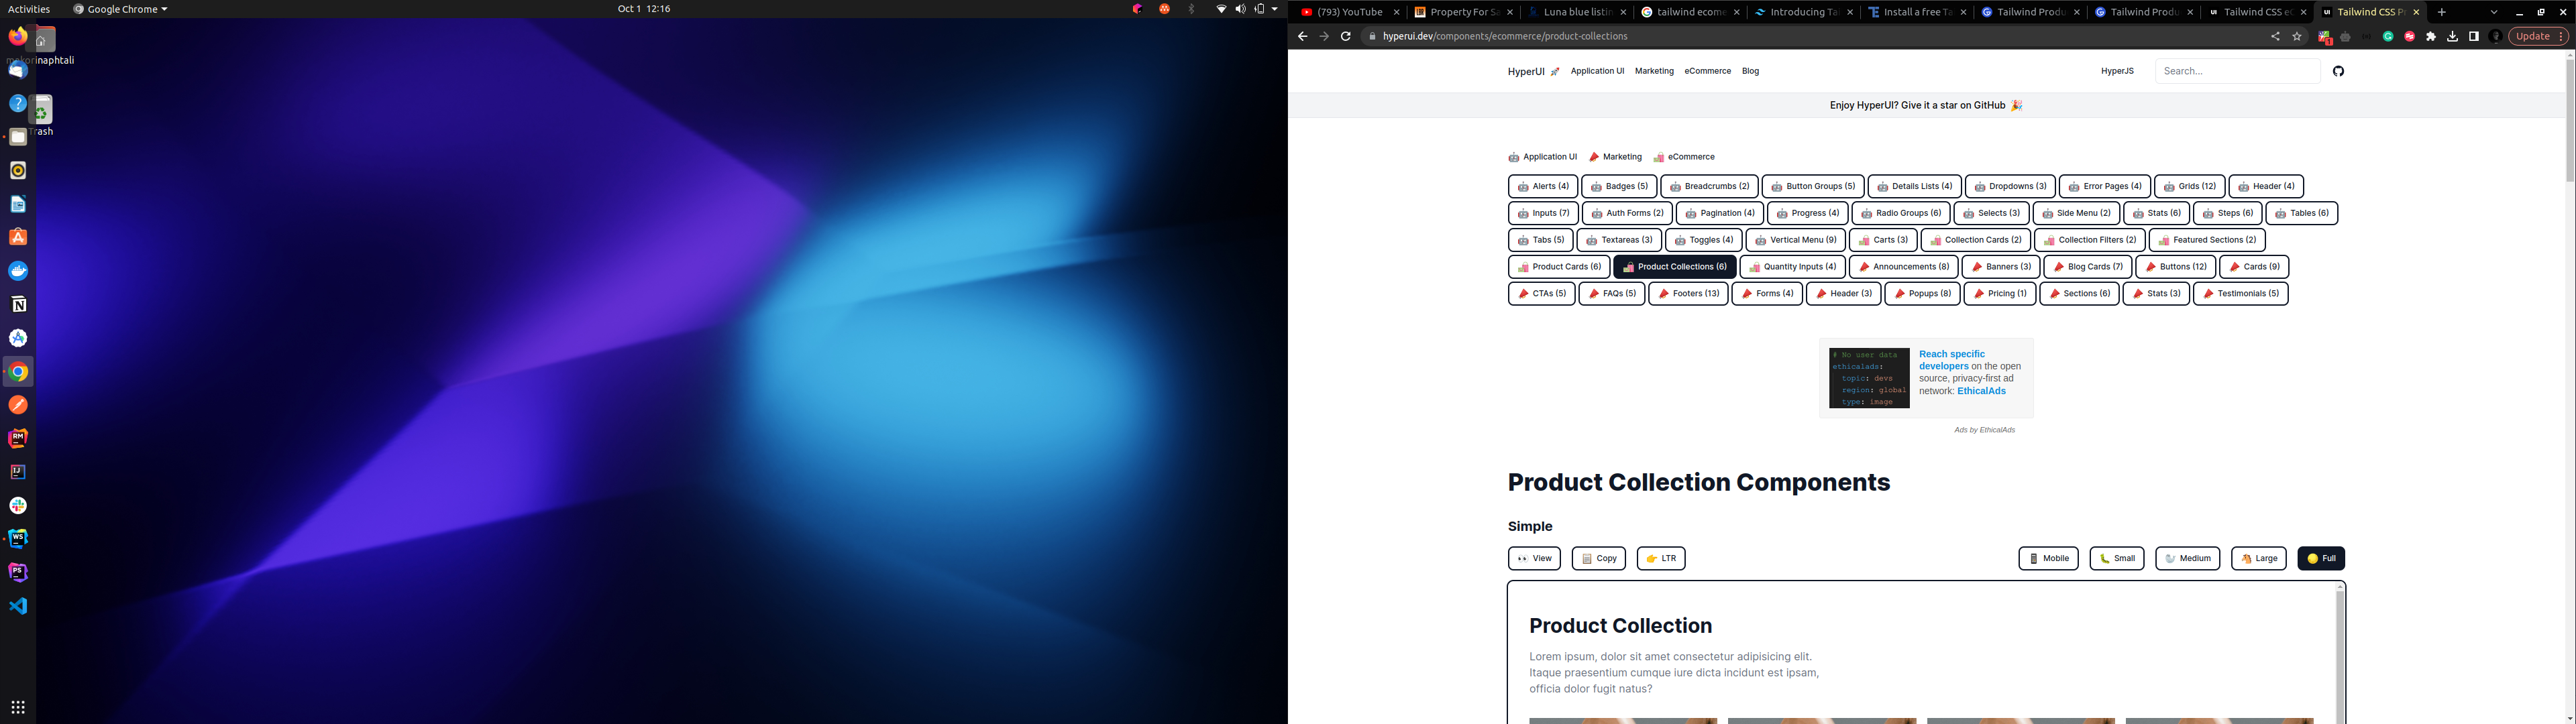 Activities
Google Chrome
Oct 1 12:16
Trash
(793) YouTube
Property For Sa
Luna blue listin
tailwind ecome
Introducing Tai
Install a free Ta
Tailwind Produ
Tailwind Produ
Tailwind CSS eC
Tailwind CSS Pr
hyperui.dev/components/ecommerce/product-collections
Update
HyperUI
Application UI
Marketing
eCommerce
Blog
HyperJS
Search...
Enjoy HyperUI? Give it a star on GitHub
Application UI
Marketing
eCommerce
Alerts (4)
Badges (5)
Breadcrumbs (2)
Button Groups (5)
Details Lists (4)
Dropdowns (3)
Error Pages (4)
Grids (12)
Header (4)
Inputs (7)
Auth Forms (2)
Pagination (4)
Progress (4)
Radio Groups (6)
Selects (3)
Side Menu (2)
Stats (6)
Steps (6)
Tables (6)
Tabs (5)
Textareas (3)
Toggles (4)
Vertical Menu (9)
Carts (3)
Collection Cards (2)
Collection Filters (2)
Featured Sections (2)
Product Cards (6)
Product Collections (6)
Quantity Inputs (4)
Announcements (8)
Banners (3)
Blog Cards (7)
Buttons (12)
Cards (9)
CTAs (5)
FAQs (5)
Footers (13)
Forms (4)
Header (3)
Popups (8)
Pricing (1)
Sections (6)
Stats (3)
Testimonials (5)
# No user data
ethicalads:
topic: devs
region: global
type: image
Reach specific
developers on the open
source, privacy-first ad
network: EthicalAds
Ads by EthicalAds
Product Collection Components
Simple
View
Copy
LTR
Mobile
Small
Medium
Large
Full
Product Collection
Lorem ipsum, dolor sit amet consectetur adipisicing elit.
Itaque praesentium cumque iure dicta incidunt est ipsam,
officia dolor fugit natus?